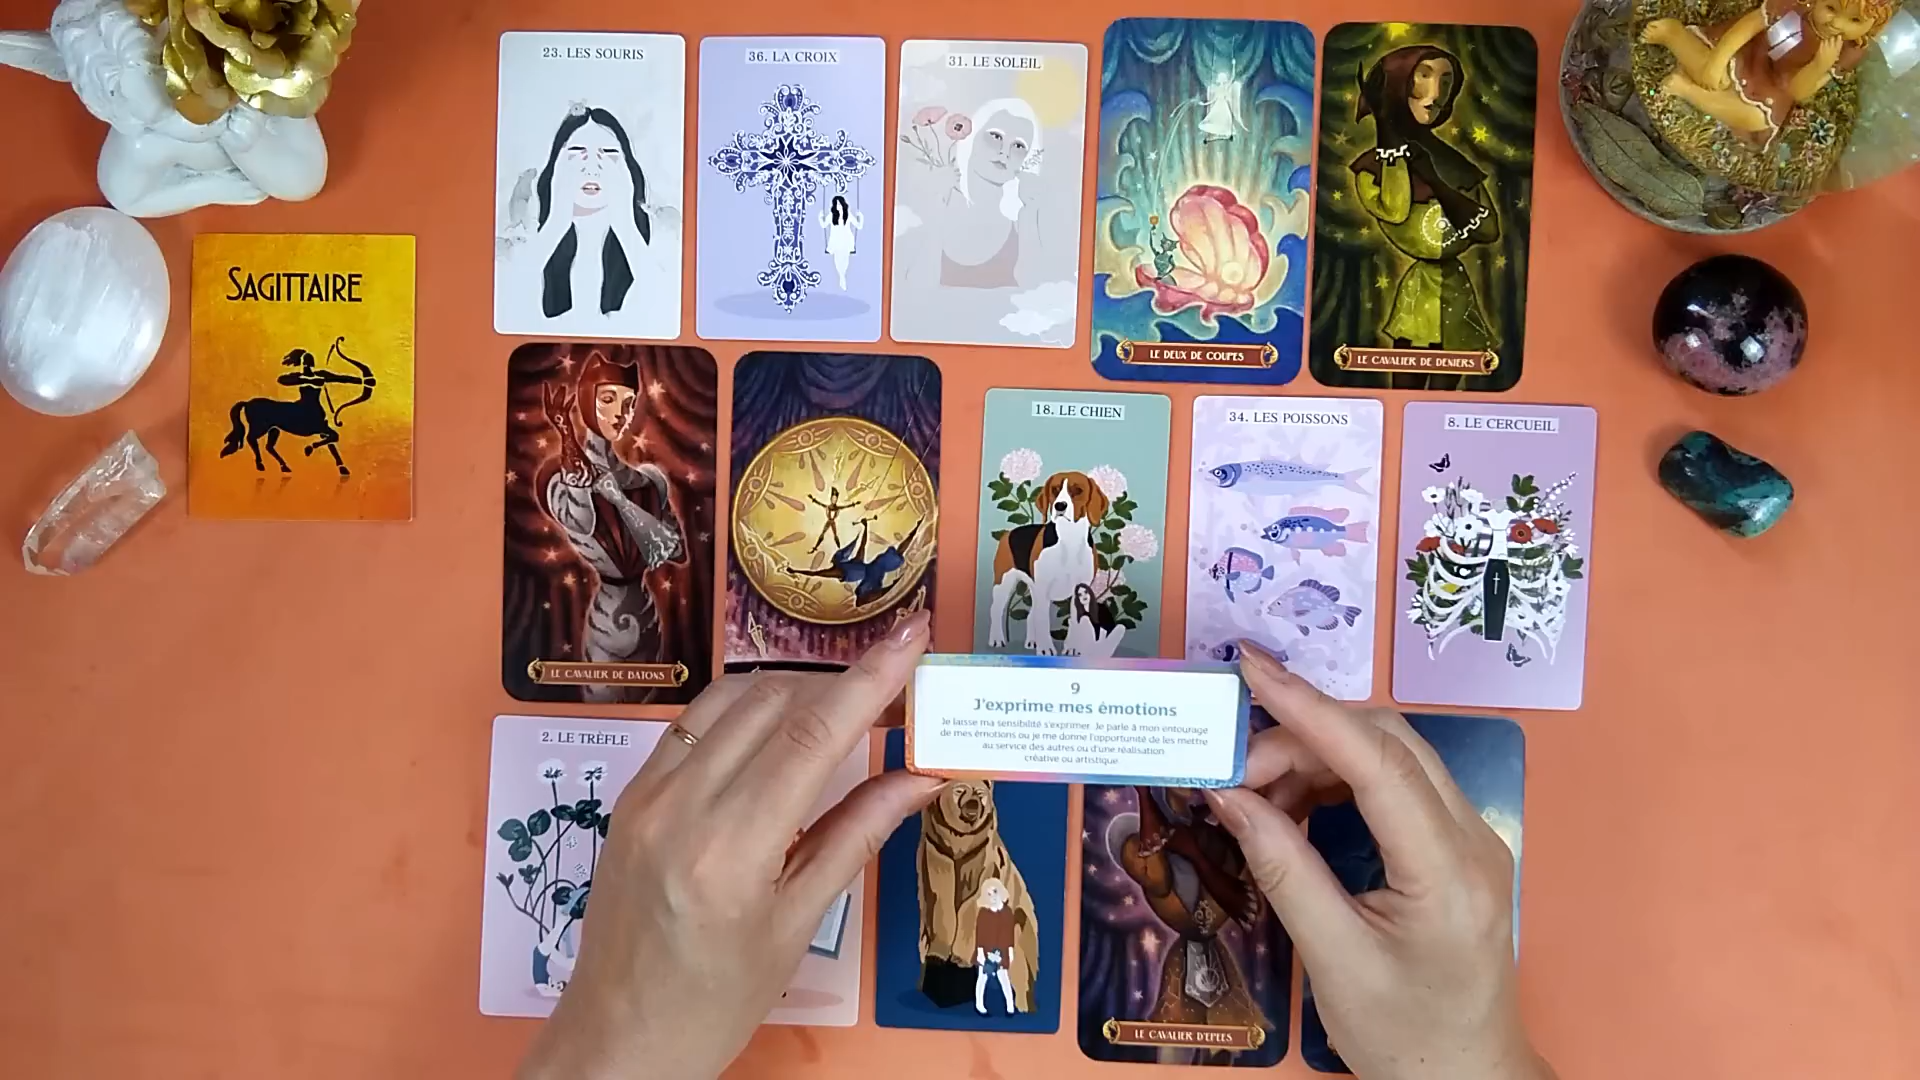 23. LES SOURIS
36. LA CROIX
31. LE SOLEIL
LE DEUX DE COUPES
LE CAVALIER DE DENIERS
SAGITTAIRE
LE CAVALIER DE BATONS
18. LE CHIEN
34. LES POISSONS
8. LE CERCUEIL
9
J'exprime mes émotions
Je laisse ma sensibilité s'exprimer. Je parle à mon entourage
de mes émotions ou je me donne l'opportunité de les mettre
au service des autres ou d'une réalisation
créative ou artistique.
2. LE TRÈFLE
LE CAVALIER D'EPEES